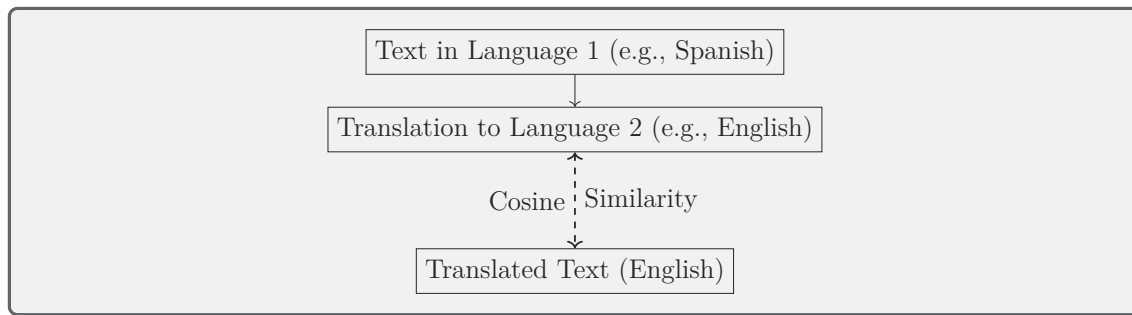 Text in Language 1 (e.g., Spanish)
Translation to Language 2 (e.g., English)
Cosine Similarity
Translated Text (English)